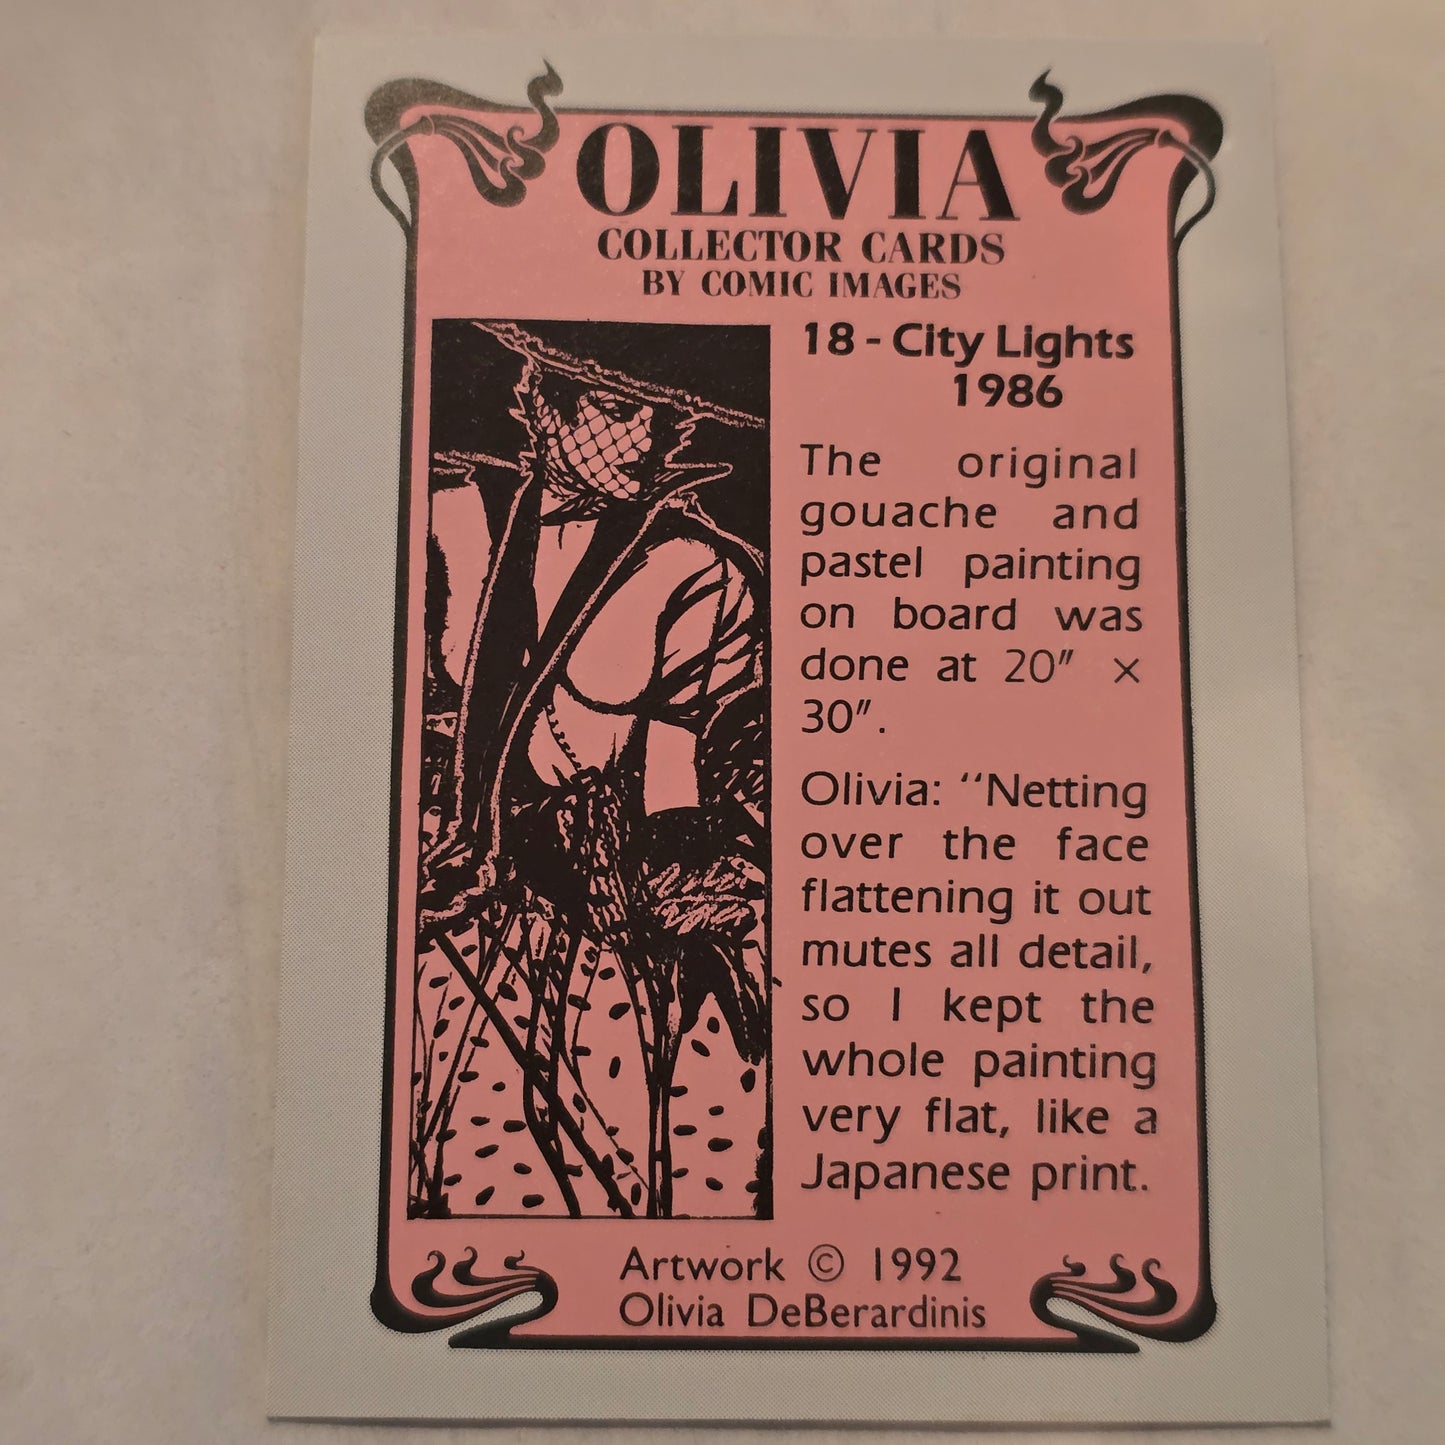 OLIVIA
COLLECTOR CARDS
BY COMIC IMAGES
18 - City Lights
1986
The original
gouache and
pastel painting
on board was
done at 20" ×
30".
Olivia: ‘‘Netting
over the face
flattening it out
mutes all detail,
so I kept the
whole painting
very flat, like a
Japanese print.
Artwork © 1992
Olivia DeBerardinis